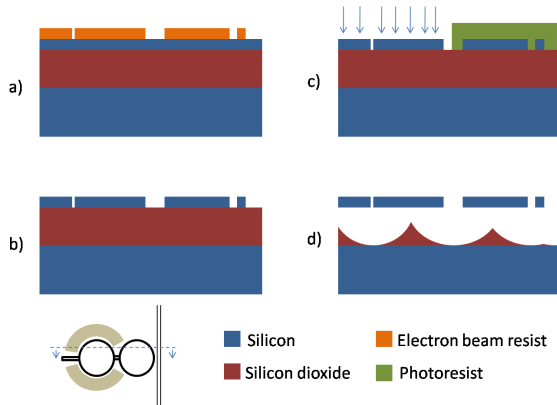 a)
c)
b)
d)
Silicon
Electron beam resist
Silicon dioxide
Photoresist